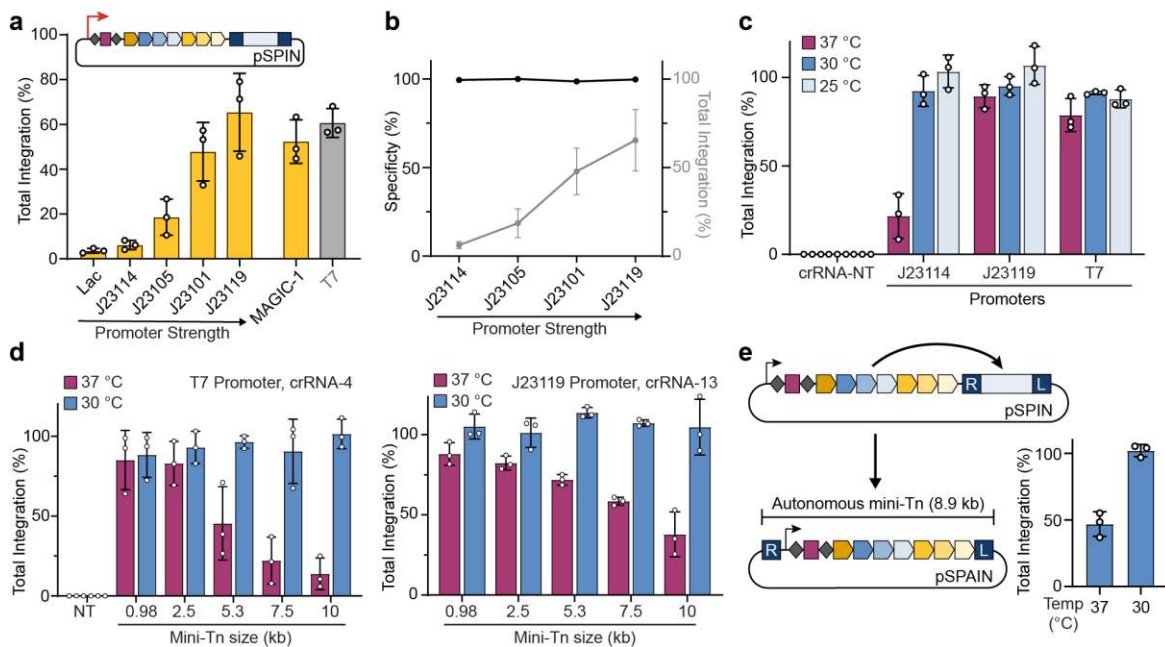 a
pSPIN
Total Integration (%)
100
80
60
40
20
0
Lac
J23114
J23105
J23101
J23119
MAGIC-1
T7
Promoter Strength
b
Specificty (%)
100%
50%
0
Total Integration (%)
100%
50%
0
J23114
J23105
J23101
J23119
Promoter Strength
c
37 °C
30 °C
25 °C
Total Integration (%)
100%
50%
0
crRNA-NT
J23114
J23119
T7
Promoters
d
37 °C
30 °C
T7 Promoter, crRNA-4
Total Integration (%)
100%
50%
0
NT
0.98
2.5
5.3
7.5
10
Mini-Tn size (kb)
37 °C
30 °C
J23119 Promoter, crRNA-13
Total Integration (%)
100%
50%
0
0.98
2.5
5.3
7.5
10
Mini-Tn size (kb)
e
R
L
pSPIN
Autonomous mini-Tn (8.9 kb)
R
L
pSPAIN
Total Integration (%)
100%
50%
0
Temp
(°C)
37
30